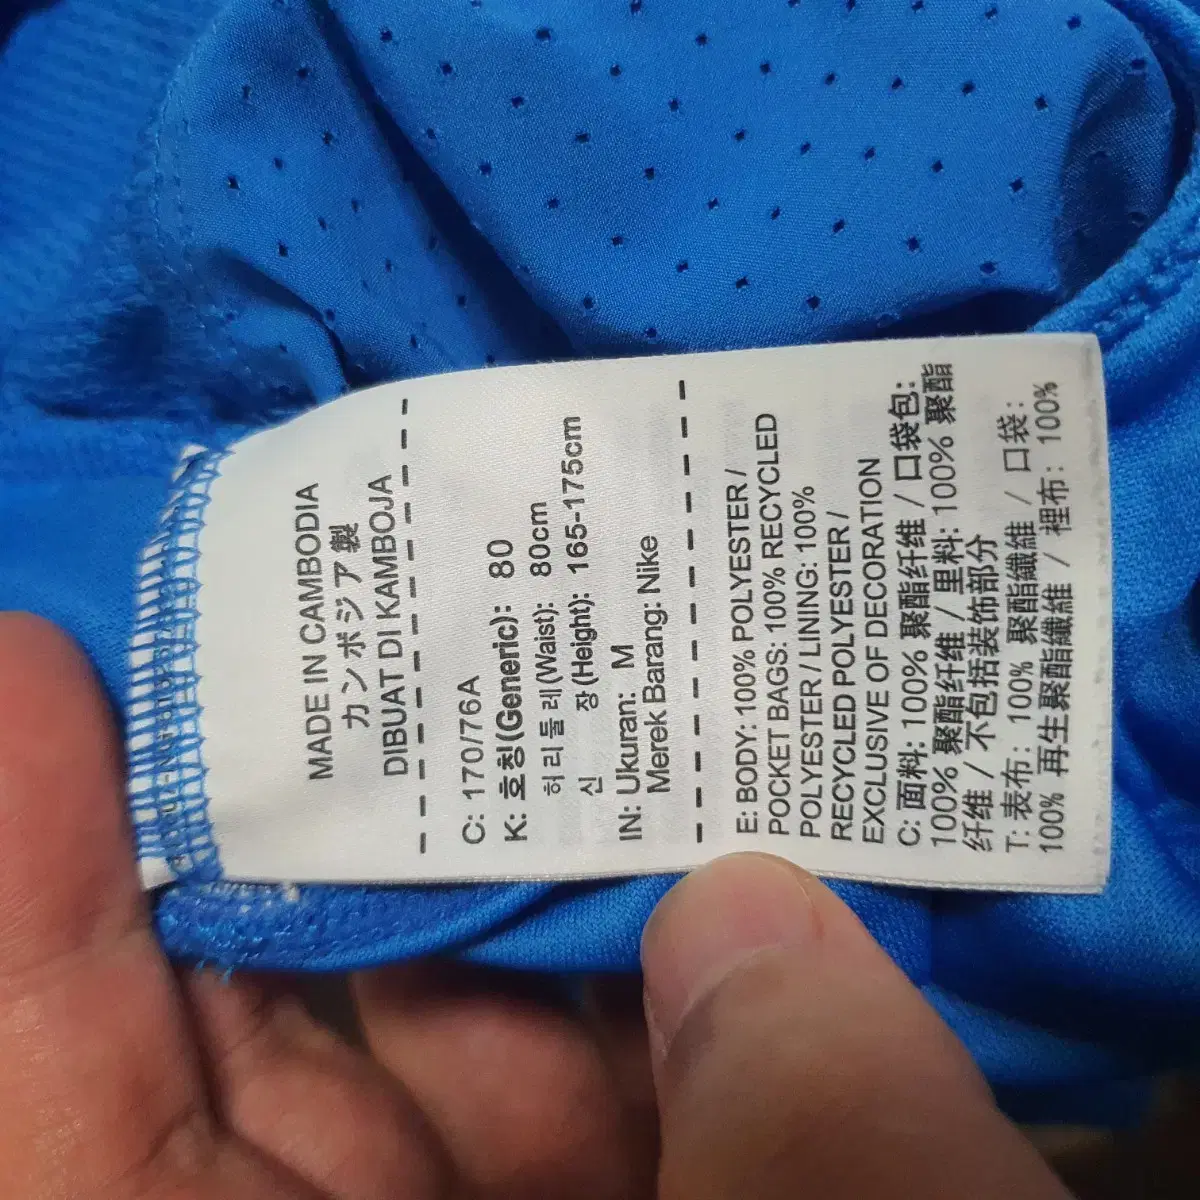 MADE IN CAMBODIA
カンボジア製
DIBUAT DI KAMBOJA
C: 170/76A
K: 호칭(Generic): 80
허리둘레(Waist): 80cm
신 장(Height): 165-175cm
IN: Ukuran: M
Merek Barang: Nike
E: BODY: 100% POLYESTER /
POCKET BAGS: 100% RECYCLED
POLYESTER / LINING: 100%
RECYCLED POLYESTER /
EXCLUSIVE OF DECORATION
C: 面料: 100% 聚酯纤维 / 口袋包:
100% 聚酯纤维 / 里料: 100% 聚酯
纤维 / 不包括装饰部分
T: 表布: 100% 聚酯纖維 / 口袋:
100% 再生聚酯纖維 / 裡布: 100%